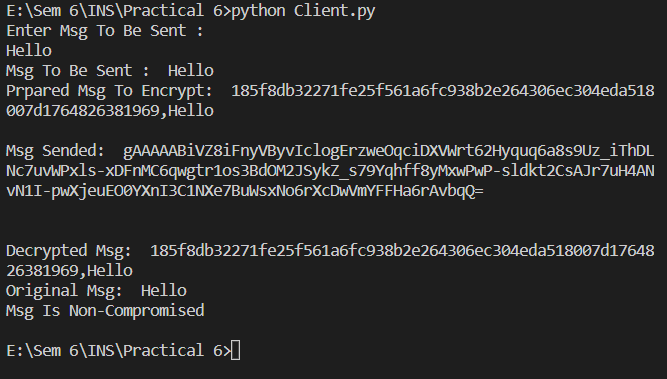 E:\Sem 6\INS\Practical 6>python Client.py
Enter Msg To Be Sent :
Hello
Msg To Be Sent :  Hello
Prpared Msg To Encrypt:  185f8db32271fe25f561a6fc938b2e264306ec304eda518
007d1764826381969,Hello
Msg Sended:  gAAAAABiVZ8iFnyVByvIclogErzweOqciDXVWrt62Hyquq6a8s9Uz_iThDL
Nc7uvWPxls-xDFnMC6qwgtr1os3BdOM2JSykZ_s79Yqhff8yMxwPwP-sldkt2CsAJr7uH4AN
vN1I-pwXjeuEO0YXnI3C1NXe7BuWsxNo6rXcDwVmYFFHa6rAvbqQ=
Decrypted Msg:  185f8db32271fe25f561a6fc938b2e264306ec304eda518007d17648
26381969,Hello
Original Msg:  Hello
Msg Is Non-Compromised
E:\Sem 6\INS\Practical 6>